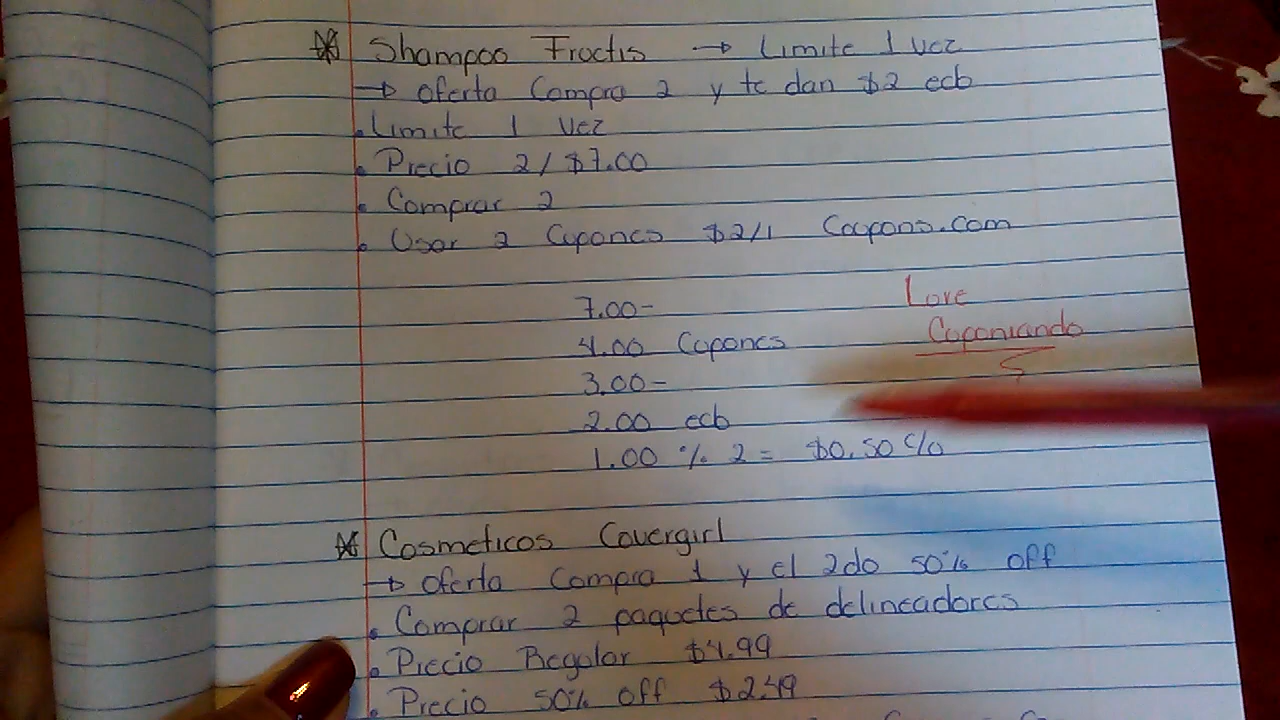 * Shampoo Fructis → Limite 1 vez
→ oferta Compra 2 y te dan $2 ecb
• Limite 1 vez
• Precio 2/$7.00
• Comprar 2
• Usar 2 Cupones $2/1 Coupons.com
7.00-
4.00 Cupones
3.00-
2.00 ecb
1.00 % 2 = $0.50 c/u
Love
Cuponiando
* Cosmeticos Covergirl
→ oferta Compra 1 y el 2do 50% off
• Comprar 2 paquetes de delineadores
• Precio Regular $4.99
• Precio 50% off $2.49